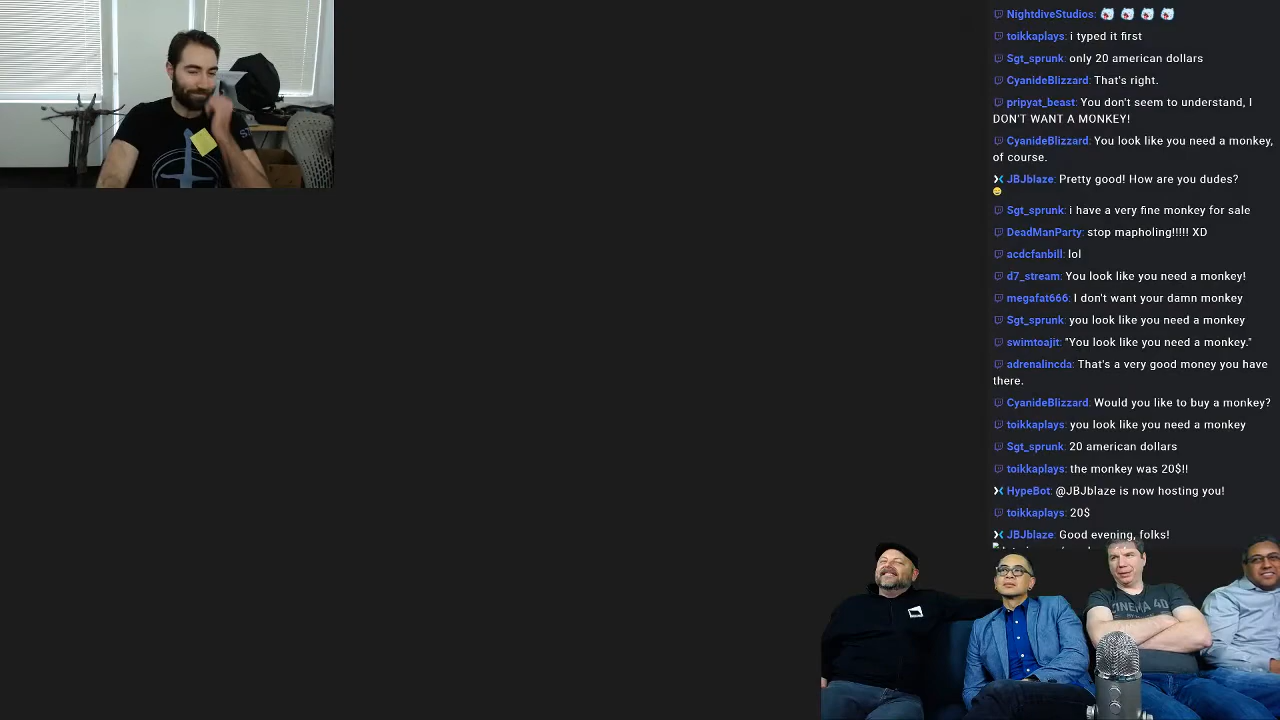 NightdiveStudios:
toikkaplays: i typed it first
Sgt_sprunk: only 20 american dollars
CyanideBlizzard: That's right.
pripyat_beast: You don't seem to understand, I
DON'T WANT A MONKEY!
CyanideBlizzard: You look like you need a monkey,
of course.
JBJblaze: Pretty good! How are you dudes?
Sgt_sprunk: i have a very fine monkey for sale
DeadManParty: stop mapholing!!!!! XD
acdcfanbill: lol
d7_stream: You look like you need a monkey!
megafat666: I don't want your damn monkey
Sgt_sprunk: you look like you need a monkey
swimtoajit: "You look like you need a monkey."
adrenalincda: That's a very good money you have
there.
CyanideBlizzard: Would you like to buy a monkey?
toikkaplays: you look like you need a monkey
Sgt_sprunk: 20 american dollars
toikkaplays: the monkey was 20$!!
HypeBot: @JBJblaze is now hosting you!
toikkaplays: 20$
JBJblaze: Good evening, folks!
CINEMA 4D